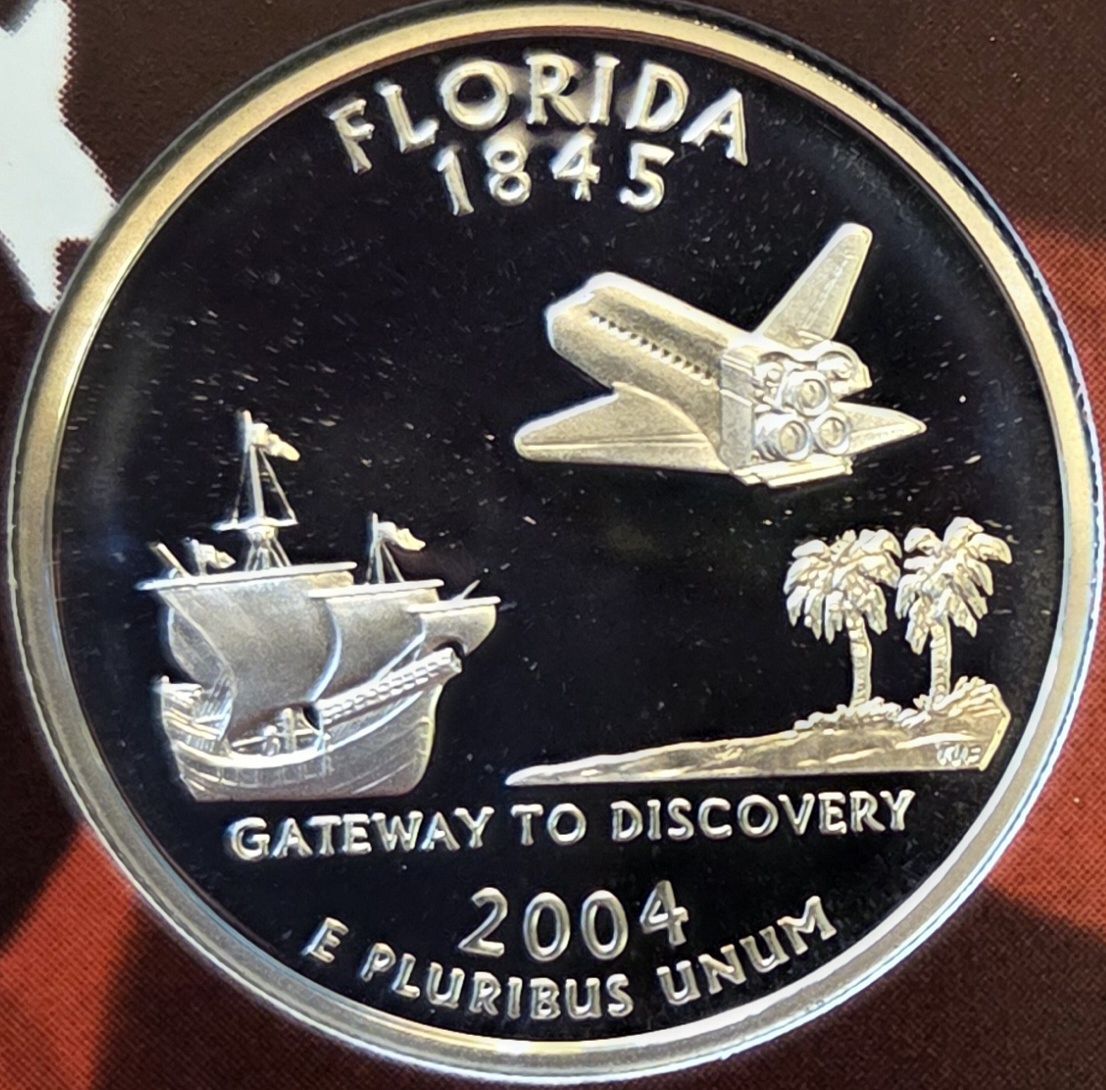 FLORIDA
1845
GATEWAY TO DISCOVERY
2004
E PLURIBUS UNUM